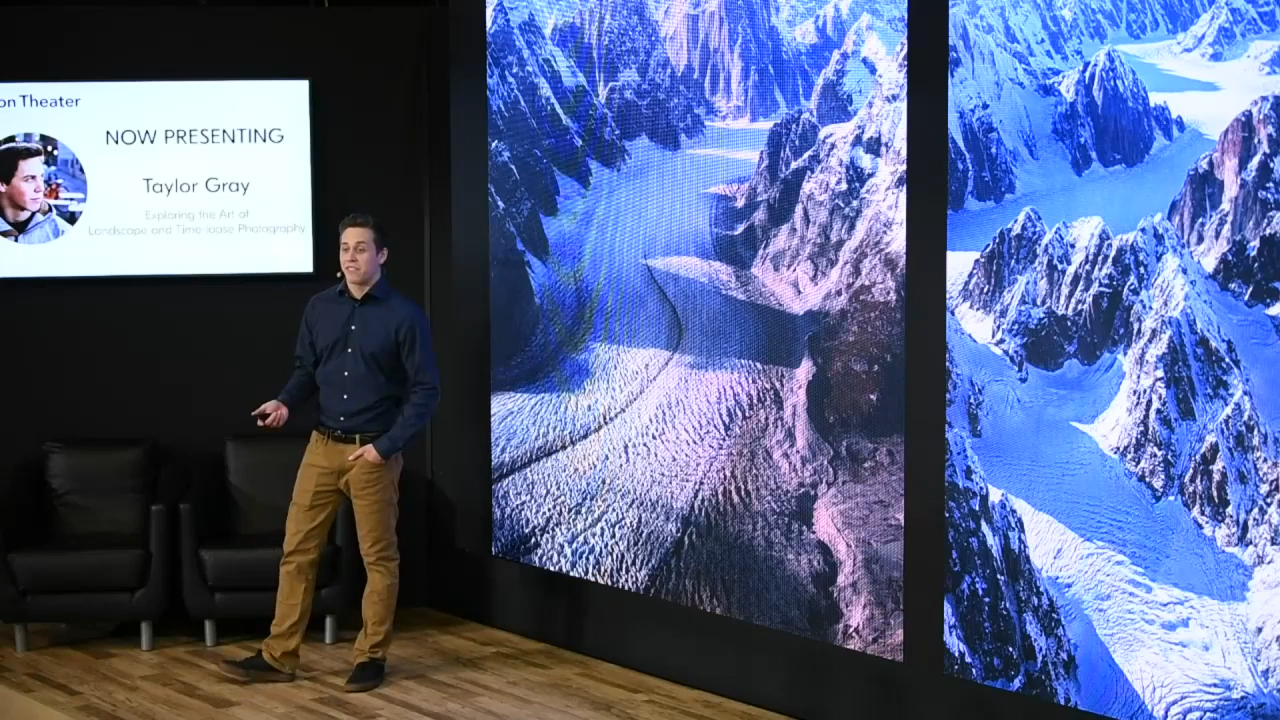 on Theater
NOW PRESENTING
Taylor Gray
Exploring the Art of
Landscape and Time-lapse Photography